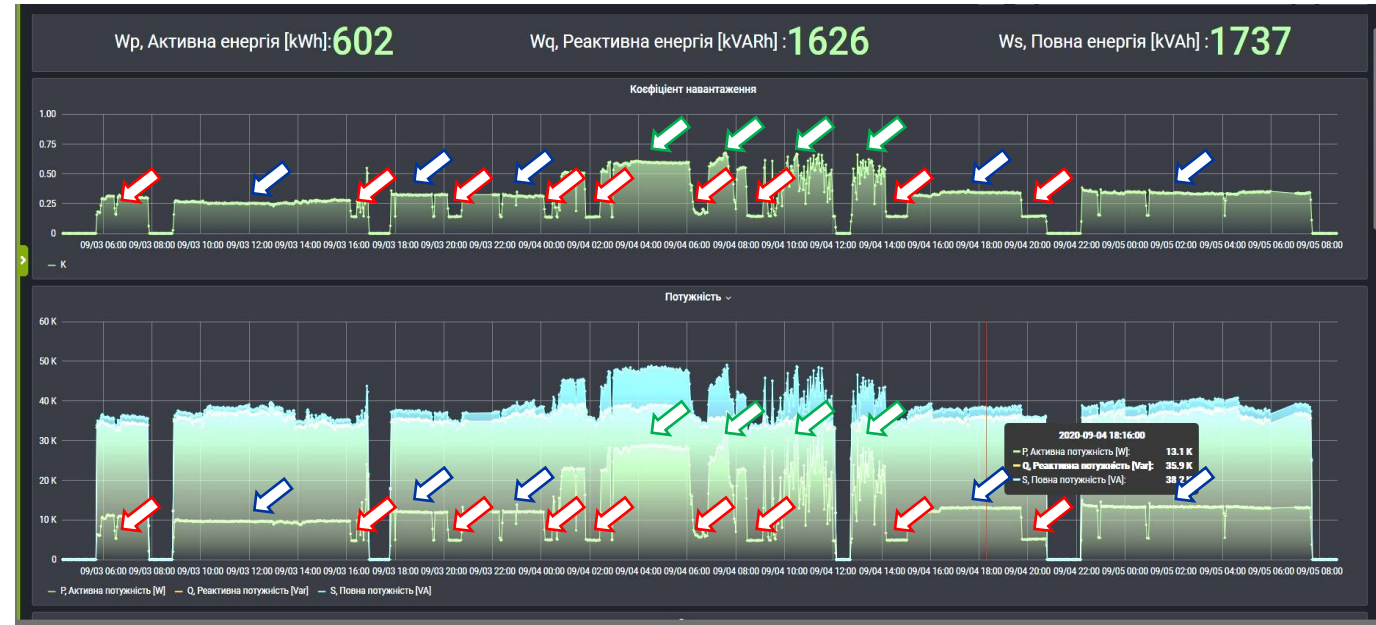 Wp, Активна енергія [kWh]:602
Wq, Реактивна енергія [kVARh] :1626
Ws, Повна енергія [kVAh] :1737
Коєфіціент навантаження
1.00
0.75
0.50
0.25
0
09/03 06:00 09/03 08:00 09/03 10:00 09/03 12:00 09/03 14:00 09/03 16:00 09/03 18:00 09/03 20:00 09/03 22:00 09/04 00:00 09/04 02:00 09/04 04:00 09/04 06:00 09/04 08:00 09/04 10:00 09/04 12:00 09/04 14:00 09/04 16:00 09/04 18:00 09/04 20:00 09/04 22:00 09/05 00:00 09/05 02:00 09/05 04:00 09/05 06:00 09/05 08:00
K
Потужність
60 K
50 K
40 K
30 K
20 K
10 K
0
2020-09-04 18:16:00
P, Активна потужність [W]: 13.1 K
Q, Реактивна потужність [Var]: 35.9 K
S, Повна потужність [VA]:
09/03 06:00 09/03 08:00 09/03 10:00 09/03 12:00 09/03 14:00 09/03 16:00 09/03 18:00 09/03 20:00 09/03 22:00 09/04 00:00 09/04 02:00 09/04 04:00 09/04 06:00 09/04 08:00 09/04 10:00 09/04 12:00 09/04 14:00 09/04 16:00 09/04 18:00 09/04 20:00 09/04 22:00 09/05 00:00 09/05 02:00 09/05 04:00 09/05 06:00 09/05 08:00
P, Активна потужність [W] Q, Реактивна потужність [Var] S, Повна потужність [VA]